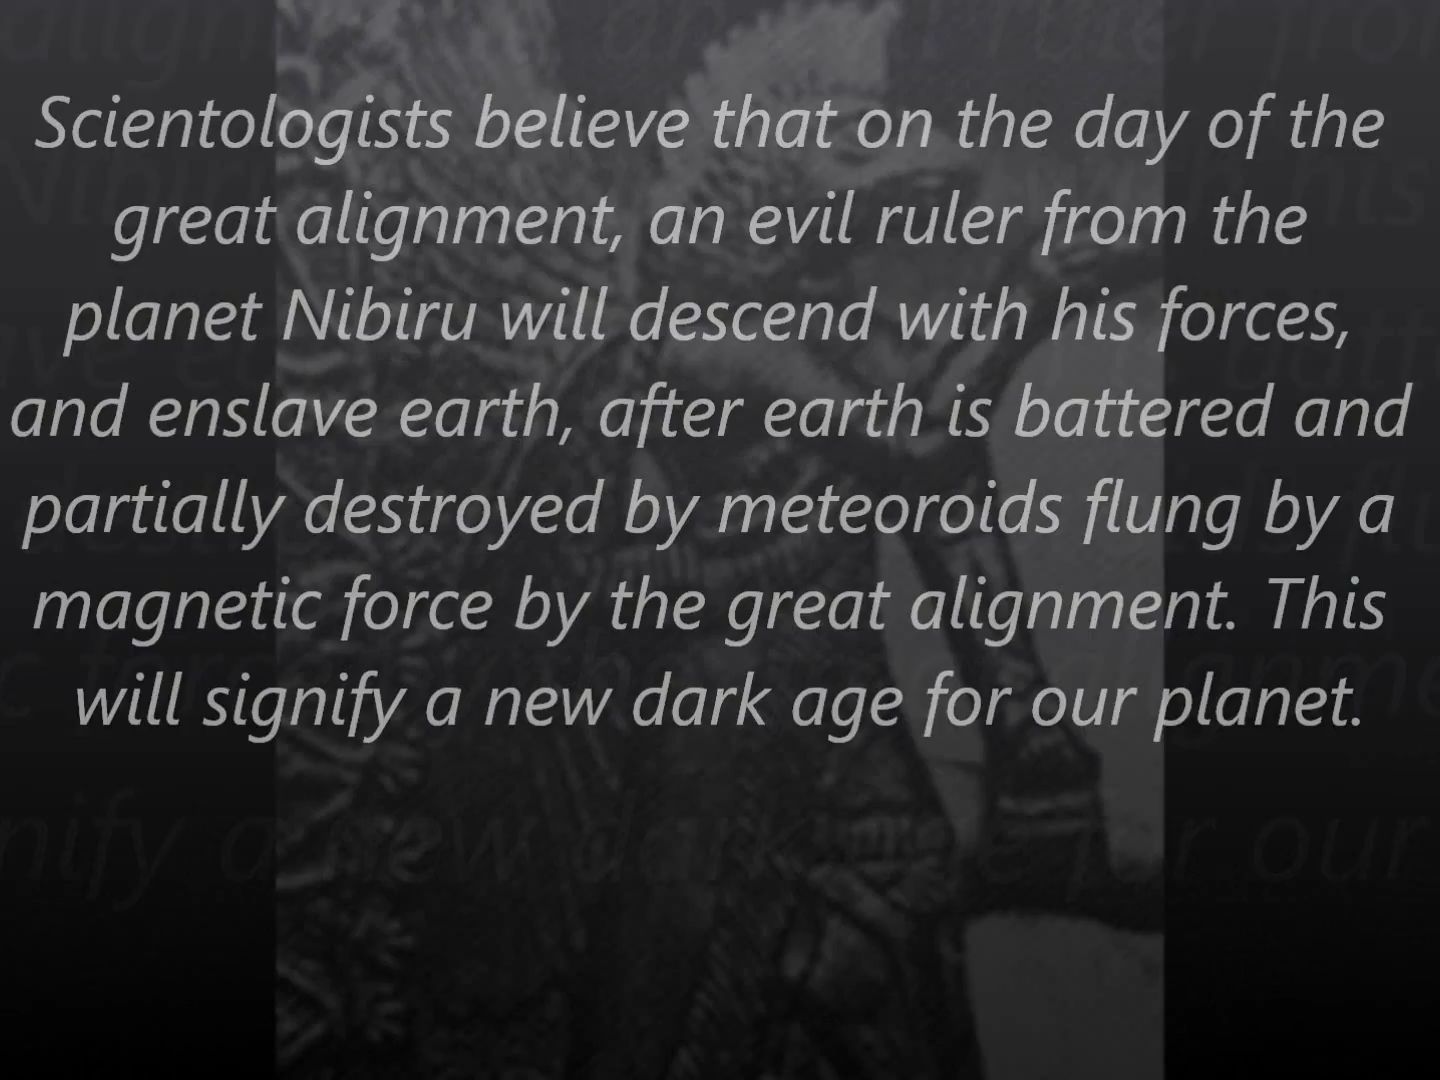 Scientologists believe that on the day of the
great alignment, an evil ruler from the
planet Nibiru will descend with his forces,
and enslave earth, after earth is battered and
partially destroyed by meteoroids flung by a
magnetic force by the great alignment. This
will signify a new dark age for our planet.